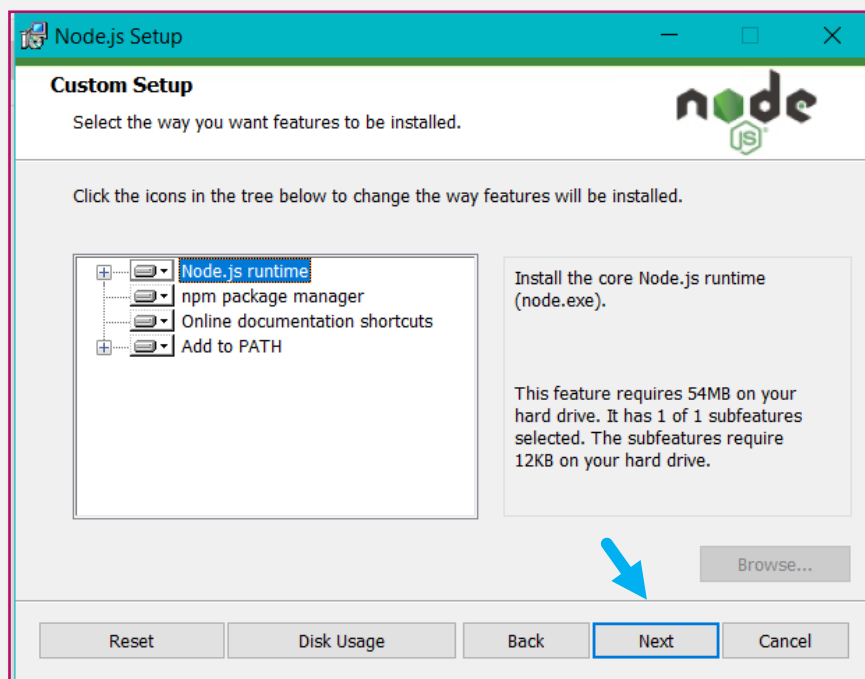 Node.js Setup
Custom Setup
Select the way you want features to be installed.
node
JS
Click the icons in the tree below to change the way features will be installed.
Node.js runtime
npm package manager
Online documentation shortcuts
Add to PATH
Install the core Node.js runtime
(node.exe).
This feature requires 54MB on your
hard drive. It has 1 of 1 subfeatures
selected. The subfeatures require
12KB on your hard drive.
Browse...
Reset
Disk Usage
Back
Next
Cancel